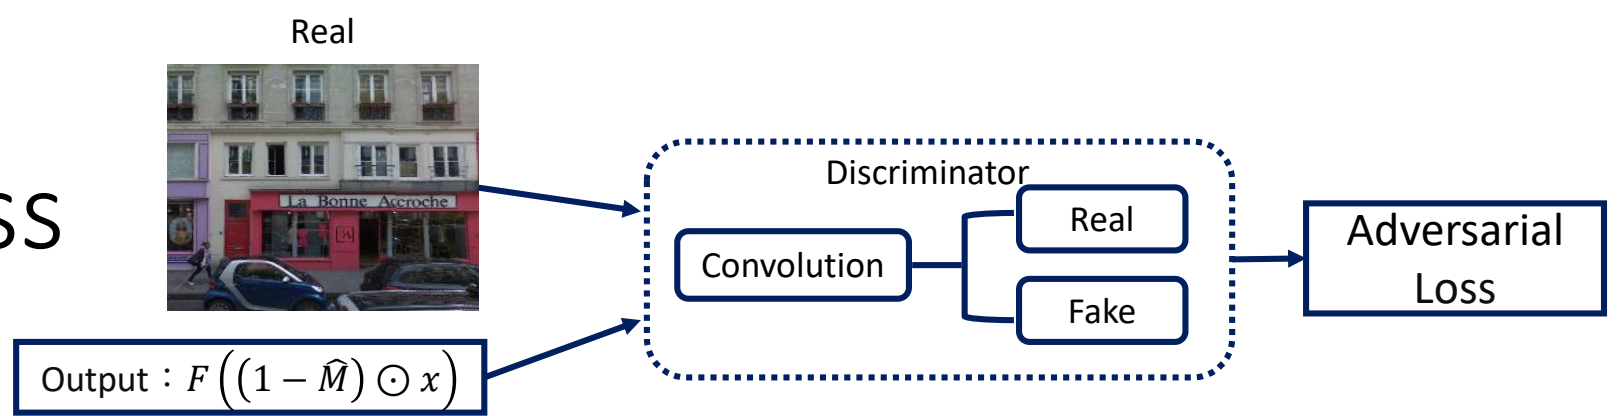 Real
ss
La Bonne Accroche
Discriminator
Real
Convolution
Fake
Adversarial
Loss
Output：F((1 − M̂) ⊙ x)